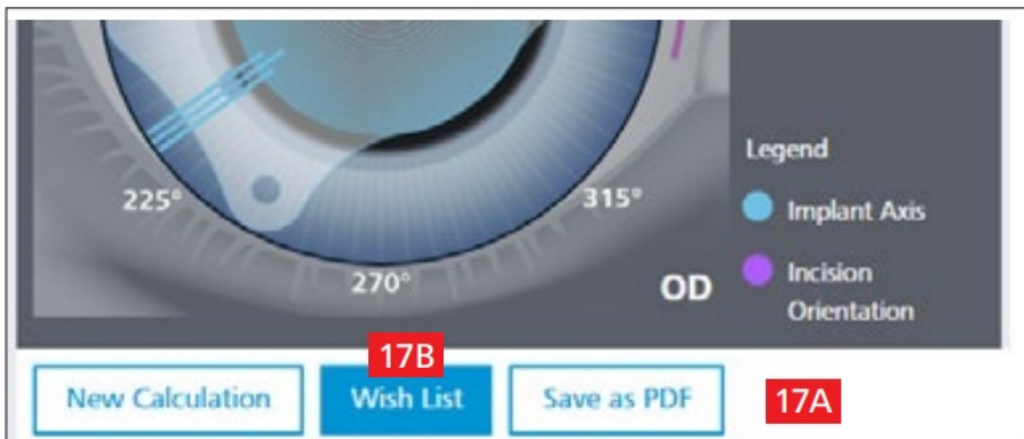 Legend
225°
315°
Implant Axis
270°
OD
Incision
Orientation
17B
New Calculation
Wish List
Save as PDF
17A